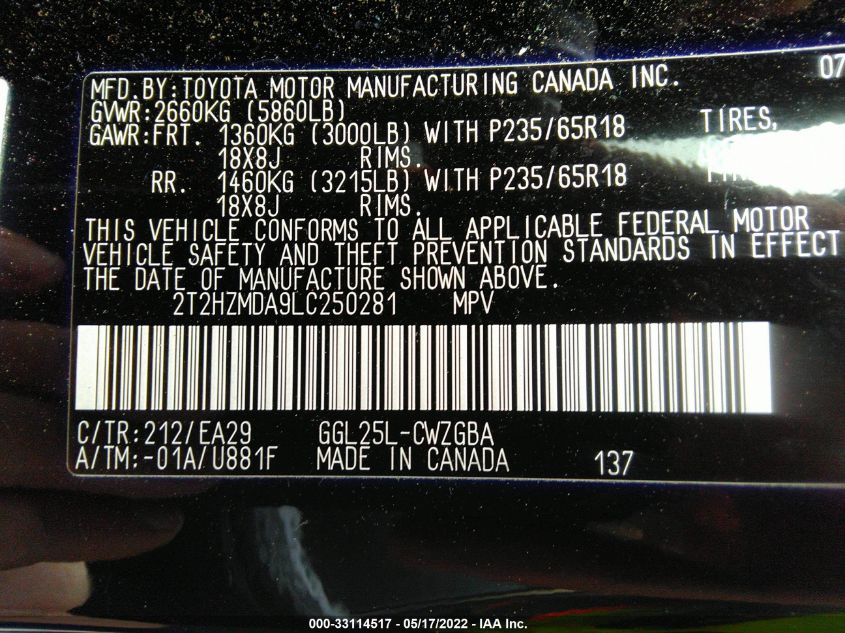 07
MFD.BY:TOYOTA MOTOR MANUFACTURING CANADA INC.
GVWR:2660KG (5860LB)
GAWR:FRT. 1360KG (3000LB) WITH P235/65R18 TIRES,
18X8J RIMS.
RR. 1460KG (3215LB) WITH P235/65R18
18X8J RIMS.
THIS VEHICLE CONFORMS TO ALL APPLICABLE FEDERAL MOTOR
VEHICLE SAFETY AND THEFT PREVENTION STANDARDS IN EFFECT
THE DATE OF MANUFACTURE SHOWN ABOVE.
2T2HZMDA9LC250281 MPV
C/TR:212/EA29 GGL25L-CWZGBA
A/TM:-01A/U881F MADE IN CANADA 137
000-33114517 - 05/17/2022 - IAA Inc.